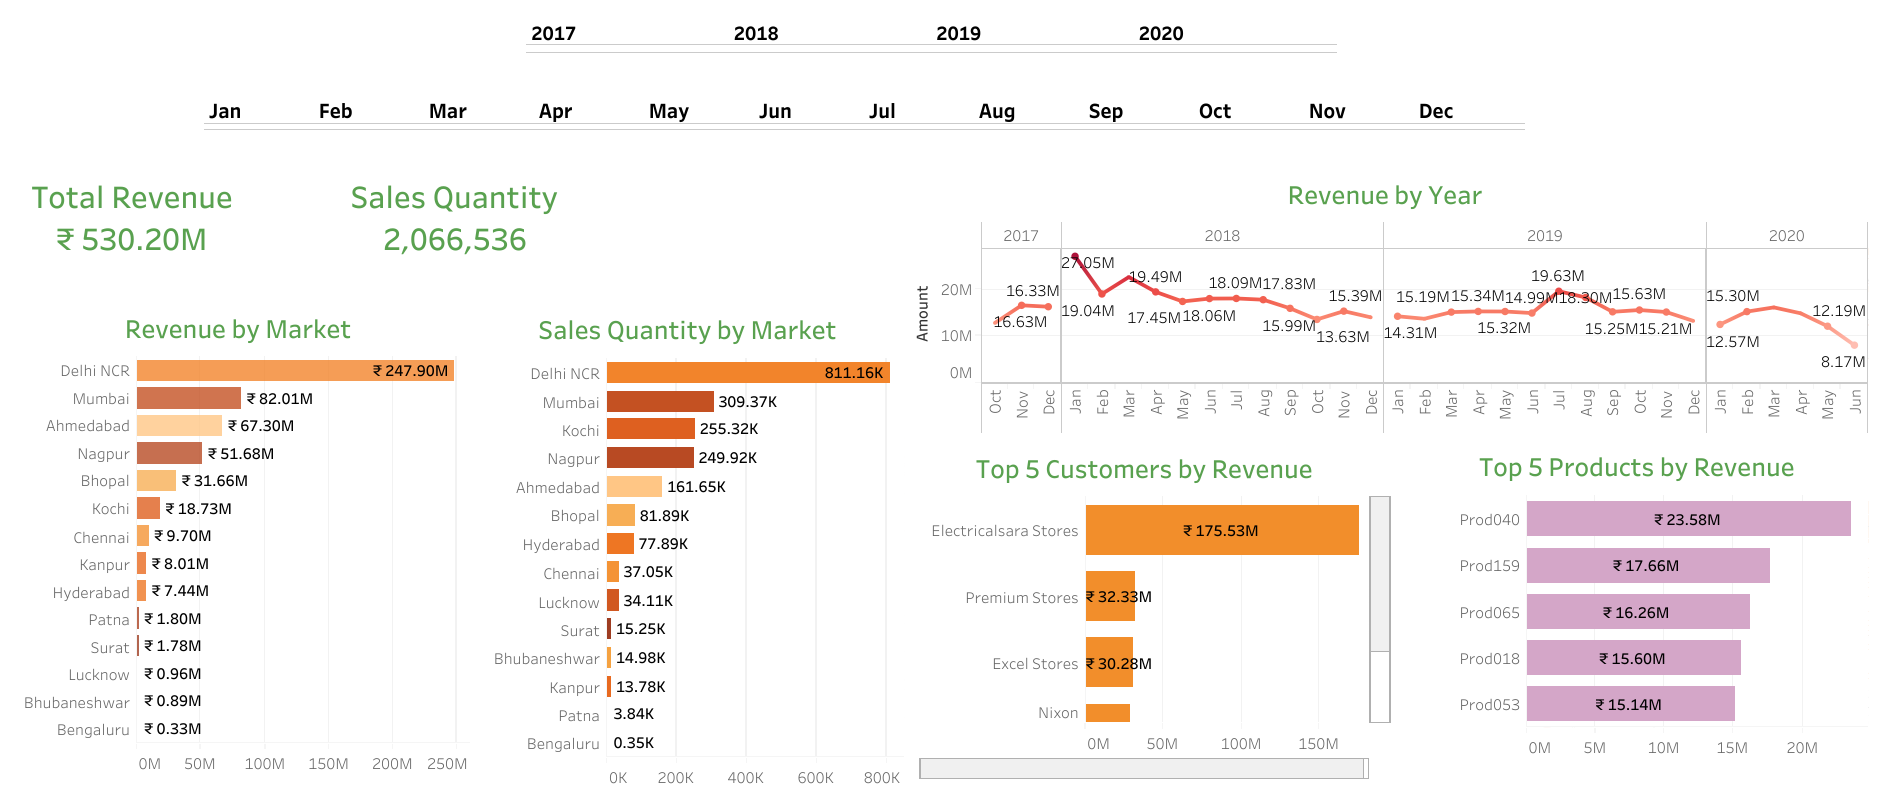 2017 2018 2019 2020
Jan Feb Mar Apr May Jun Jul Aug Sep Oct Nov Dec
Total Revenue
₹ 530.20M
Sales Quantity
2,066,536
Revenue by Market
Delhi NCR ₹ 247.90M
Mumbai ₹ 82.01M
Ahmedabad ₹ 67.30M
Nagpur ₹ 51.68M
Bhopal ₹ 31.66M
Kochi ₹ 18.73M
Chennai ₹ 9.70M
Kanpur ₹ 8.01M
Hyderabad ₹ 7.44M
Patna ₹ 1.80M
Surat ₹ 1.78M
Lucknow ₹ 0.96M
Bhubaneshwar ₹ 0.89M
Bengaluru ₹ 0.33M
0M 50M 100M 150M 200M 250M
Sales Quantity by Market
Delhi NCR 811.16K
Mumbai 309.37K
Kochi 255.32K
Nagpur 249.92K
Ahmedabad 161.65K
Bhopal 81.89K
Hyderabad 77.89K
Chennai 37.05K
Lucknow 34.11K
Surat 15.25K
Bhubaneshwar 14.98K
Kanpur 13.78K
Patna 3.84K
Bengaluru 0.35K
0K 200K 400K 600K 800K
Revenue by Year
2017 2018 2019 2020
Amount
20M
10M
0M
16.63M 16.33M
27.05M 19.04M 19.49M 17.45M 18.06M 18.09M 17.83M 15.99M 13.63M 15.39M
14.31M 15.19M 15.34M 15.32M 14.99M 19.63M 18.30M 15.25M 15.63M 15.21M
15.30M 12.57M 12.19M 8.17M
Oct Nov Dec Jan Feb Mar Apr May Jun Jul Aug Sep Oct Nov Dec Jan Feb Mar Apr May Jun Jul Aug Sep Oct Nov Dec Jan Feb Mar Apr May Jun
Top 5 Customers by Revenue
Electricalsara Stores ₹ 175.53M
Premium Stores ₹ 32.33M
Excel Stores ₹ 30.28M
Nixon
0M 50M 100M 150M
Top 5 Products by Revenue
Prod040 ₹ 23.58M
Prod159 ₹ 17.66M
Prod065 ₹ 16.26M
Prod018 ₹ 15.60M
Prod053 ₹ 15.14M
0M 5M 10M 15M 20M